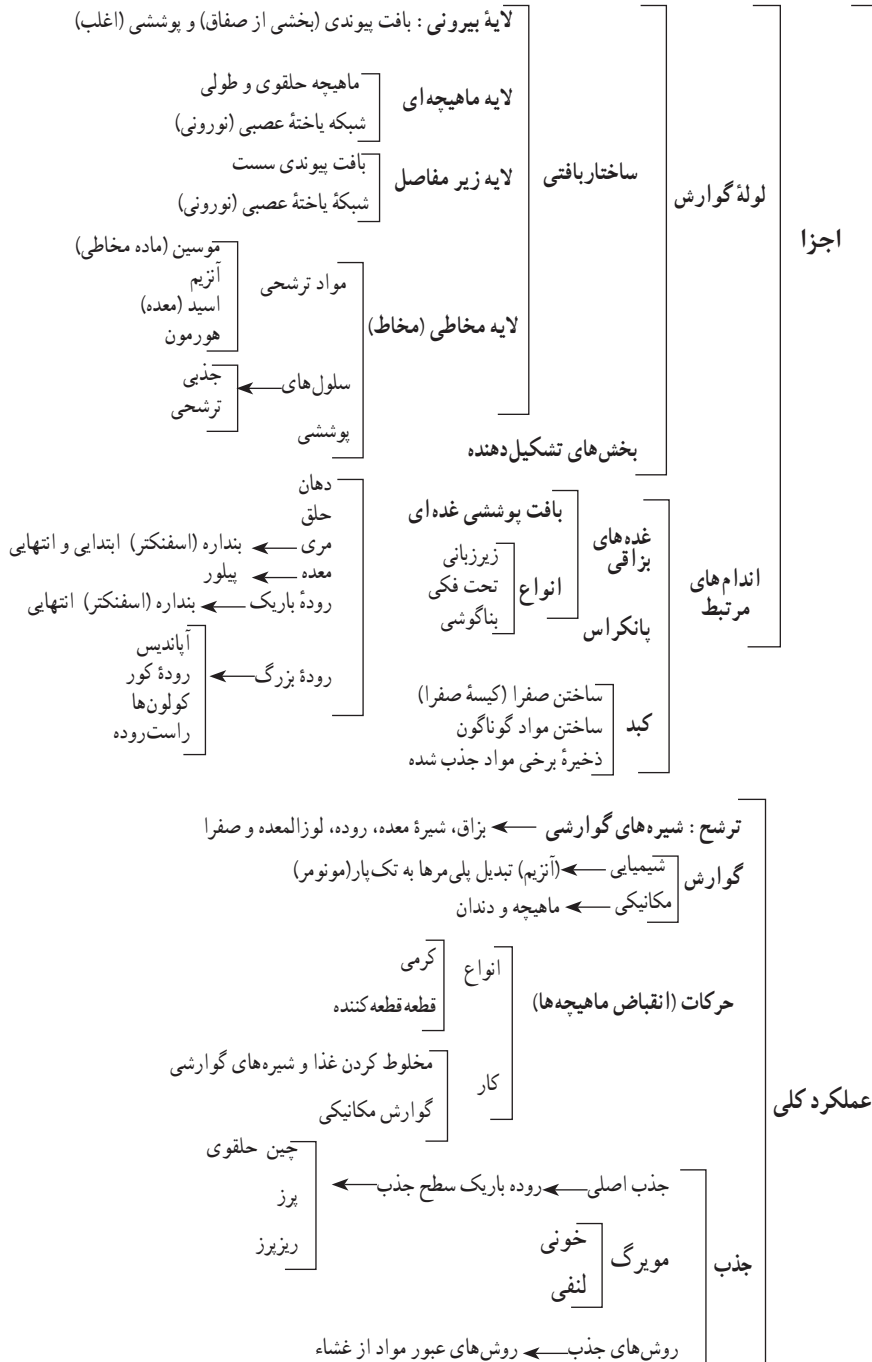 اجزا
لولهٔ گوارش
ساختاربافتی
لایهٔ بیرونی : بافت پیوندی (بخشی از صفاق) و پوششی (اغلب)
لایه ماهیچه‌ای
ماهیچه حلقوی و طولی
شبکه یاختهٔ عصبی (نورونی)
لایه زیر مفاصل
بافت پیوندی سست
شبکهٔ یاختهٔ عصبی (نورونی)
لایه مخاطی (مخاط)
مواد ترشحی
موسین (ماده مخاطی)
آنزیم
اسید (معده)
هورمون
سلول‌های
پوششی
جذبی
ترشحی
بخش‌های تشکیل‌دهنده
دهان
حلق
مری ← بنداره (اسفنکتر) ابتدایی و انتهایی
معده ← پیلور
رودهٔ باریک ← بنداره (اسفنکتر) انتهایی
رودهٔ بزرگ ←
آپاندیس
رودهٔ کور
کولون‌ها
راست‌روده
اندام‌های
مرتبط
غده‌های
بزاقی
بافت پوششی غده‌ای
انواع
زیرزبانی
تحت فکی
بناگوشی
پانکراس
کبد
ساختن صفرا (کیسهٔ صفرا)
ساختن مواد گوناگون
ذخیرهٔ برخی مواد جذب شده
عملکرد کلی
ترشح : شیره‌های گوارشی ← بزاق، شیرهٔ معده، روده، لوزالمعده و صفرا
گوارش
شیمیایی ← (آنزیم) تبدیل پلی‌مرها به تک‌پار(مونومر)
مکانیکی ← ماهیچه و دندان
حرکات (انقباض ماهیچه‌ها)
انواع
کرمی
قطعه‌قطعه‌کننده
کار
مخلوط کردن غذا و شیره‌های گوارشی
گوارش مکانیکی
جذب
جذب اصلی ← روده باریک سطح جذب ←
چین حلقوی
پرز
ریزپرز
مویرگ
خونی
لنفی
روش‌های جذب ← روش‌های عبور مواد از غشاء